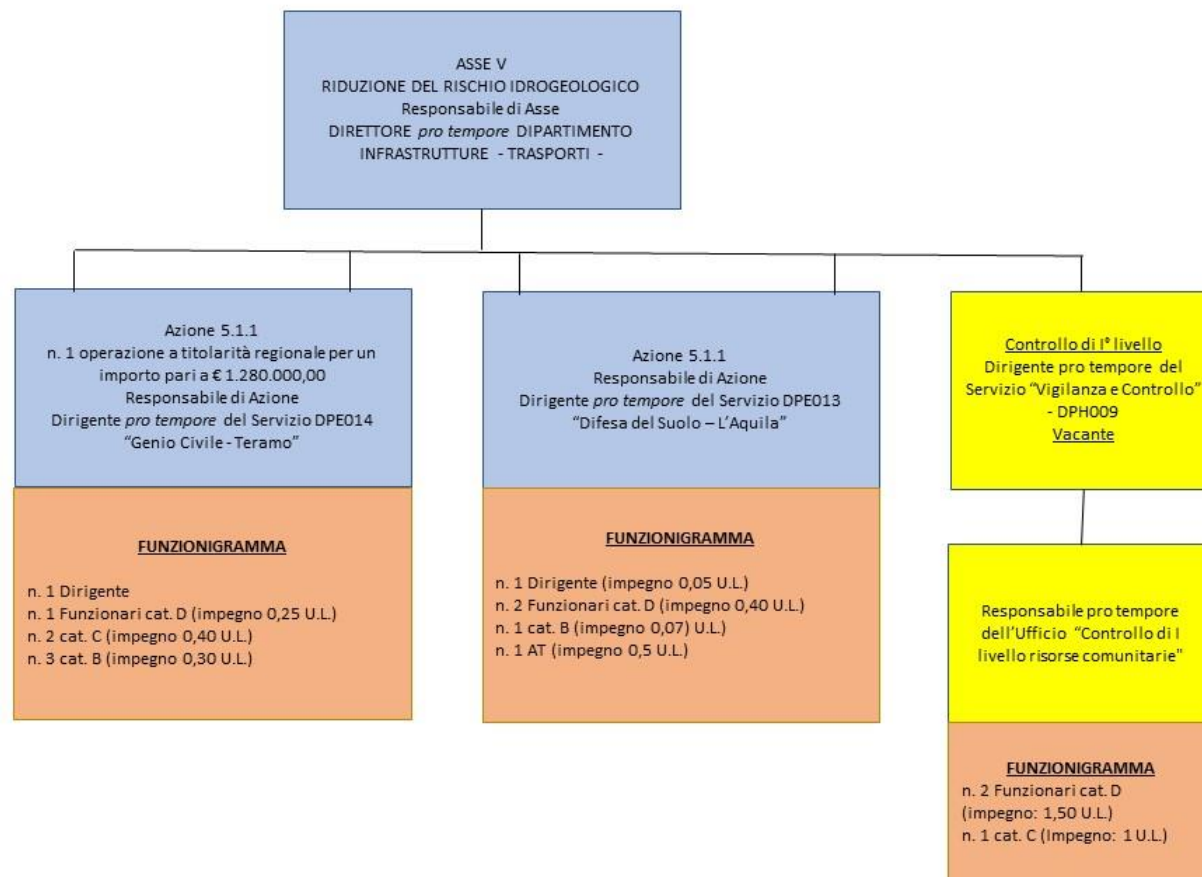 ASSE V
RIDUZIONE DEL RISCHIO IDROGEOLOGICO
Responsabile di Asse
DIRETTORE pro tempore DIPARTIMENTO
INFRASTRUTTURE - TRASPORTI -
Azione 5.1.1
n. 1 operazione a titolarità regionale per un
importo pari a € 1.280.000,00
Responsabile di Azione
Dirigente pro tempore del Servizio DPE014
“Genio Civile - Teramo”
FUNZIONIGRAMMA
n. 1 Dirigente
n. 1 Funzionari cat. D (impegno 0,25 U.L.)
n. 2 cat. C (impegno 0,40 U.L.)
n. 3 cat. B (impegno 0,30 U.L.)
Azione 5.1.1
Responsabile di Azione
Dirigente pro tempore del Servizio DPE013
“Difesa del Suolo – L’Aquila”
FUNZIONIGRAMMA
n. 1 Dirigente (impegno 0,05 U.L.)
n. 2 Funzionari cat. D (impegno 0,40 U.L.)
n. 1 cat. B (impegno 0,07) U.L.)
n. 1 AT (impegno 0,5 U.L.)
Controllo di I° livello
Dirigente pro tempore del
Servizio “Vigilanza e Controllo”
- DPH009
Vacante
Responsabile pro tempore
dell’Ufficio “Controllo di I
livello risorse comunitarie"
FUNZIONIGRAMMA
n. 2 Funzionari cat. D
(impegno: 1,50 U.L.)
n. 1 cat. C (Impegno: 1 U.L.)